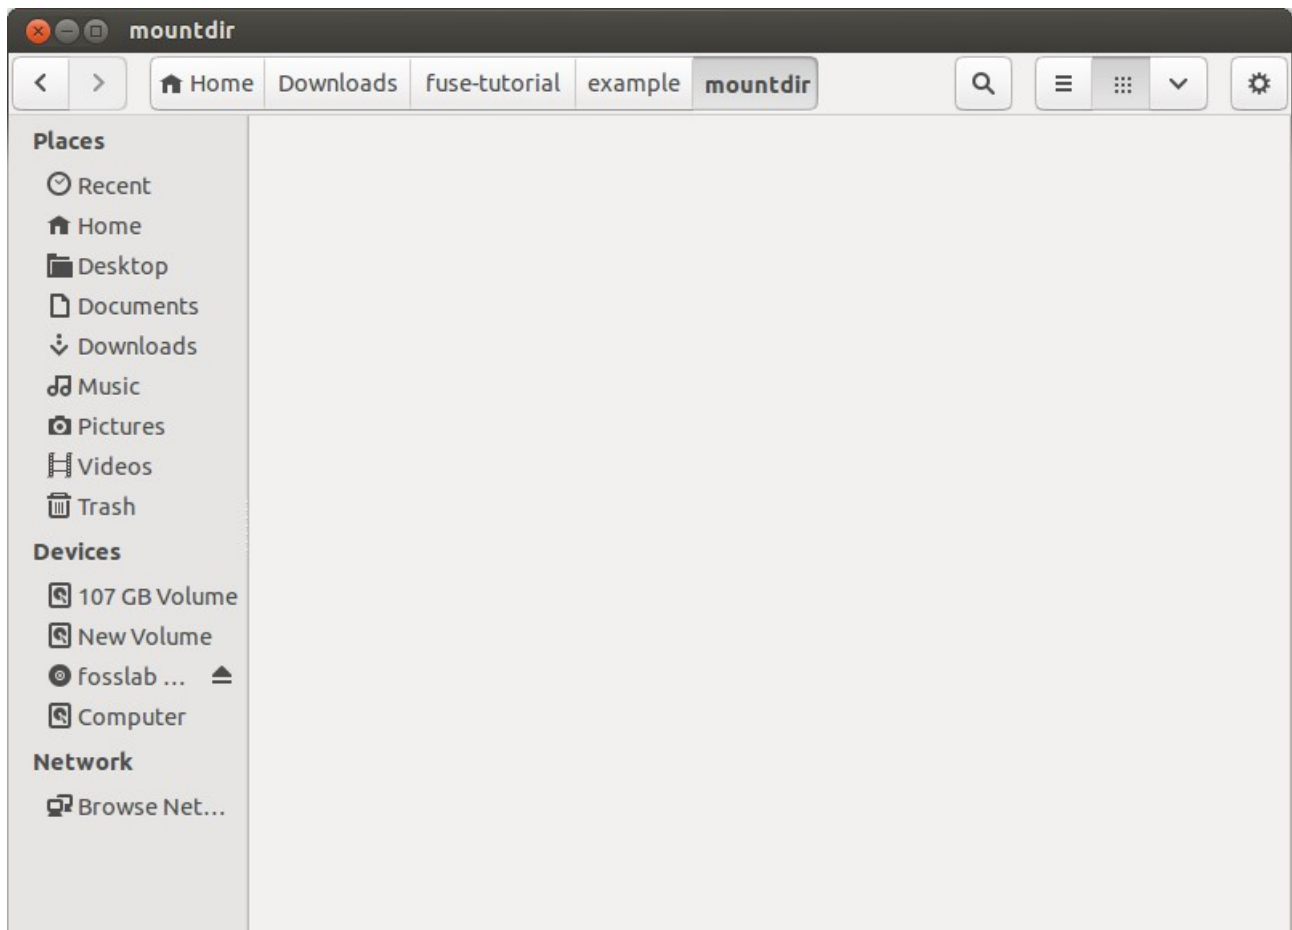 mountdir
Home Downloads fuse-tutorial example mountdir
Places
Recent
Home
Desktop
Documents
Downloads
Music
Pictures
Videos
Trash
Devices
107 GB Volume
New Volume
fosslab ...
Computer
Network
Browse Net...